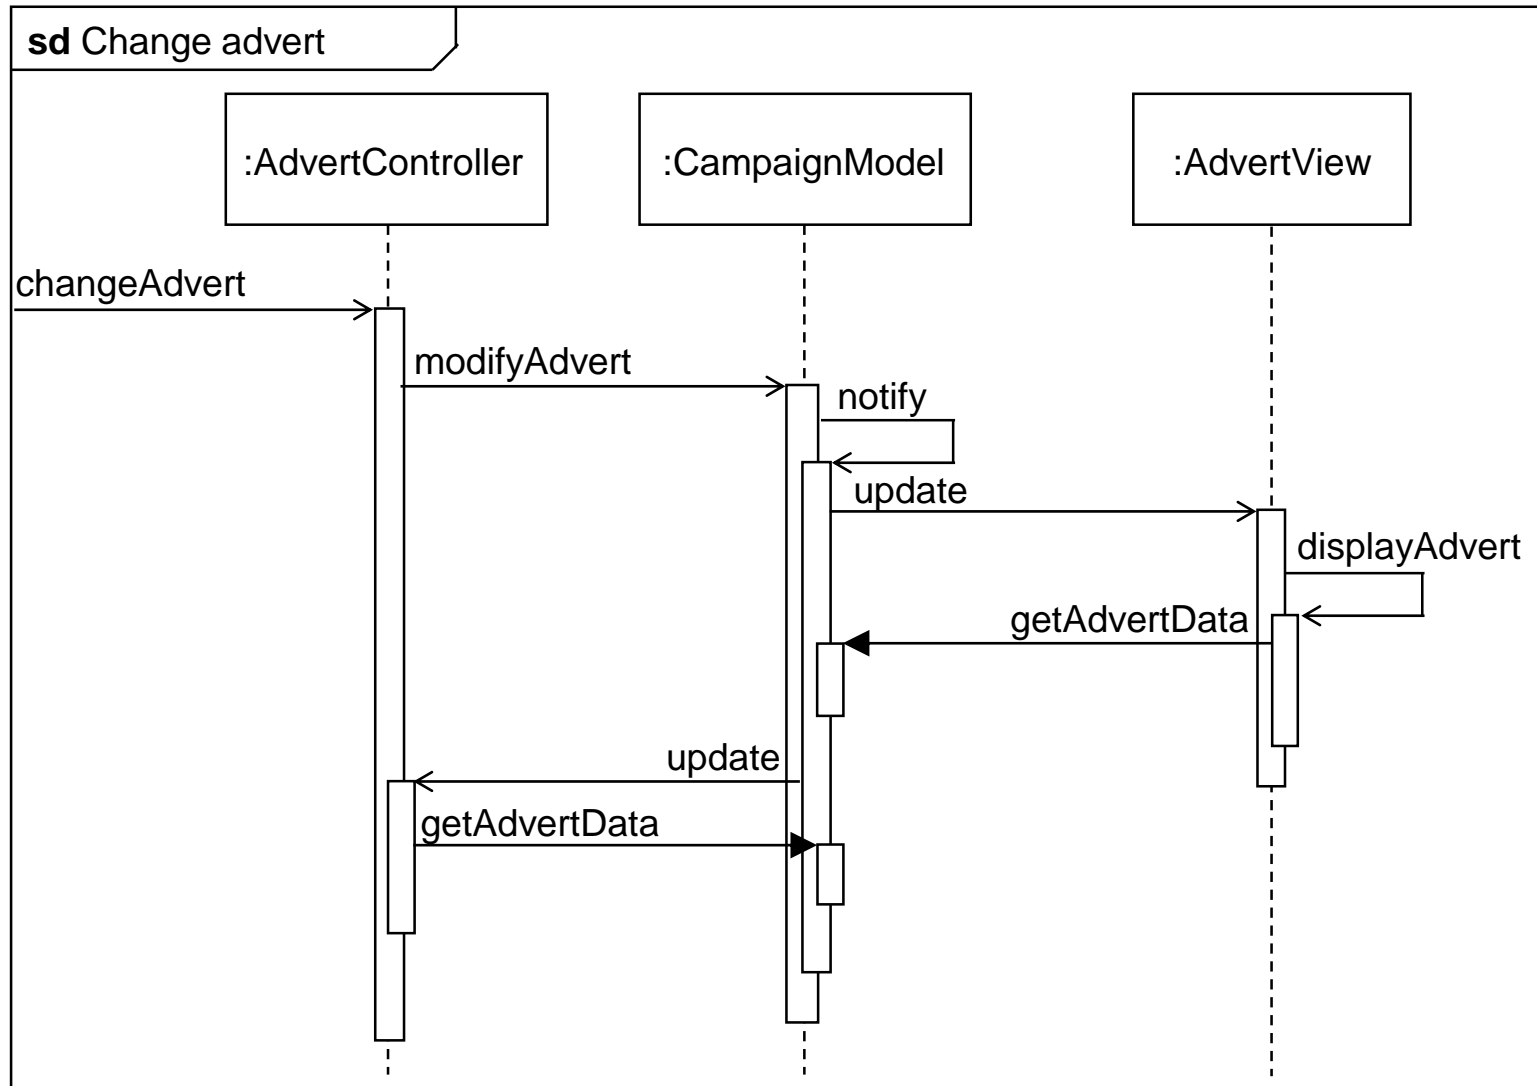 sd Change advert
:AdvertController
:CampaignModel
:AdvertView
changeAdvert
modifyAdvert
notify
update
displayAdvert
getAdvertData
update
getAdvertData